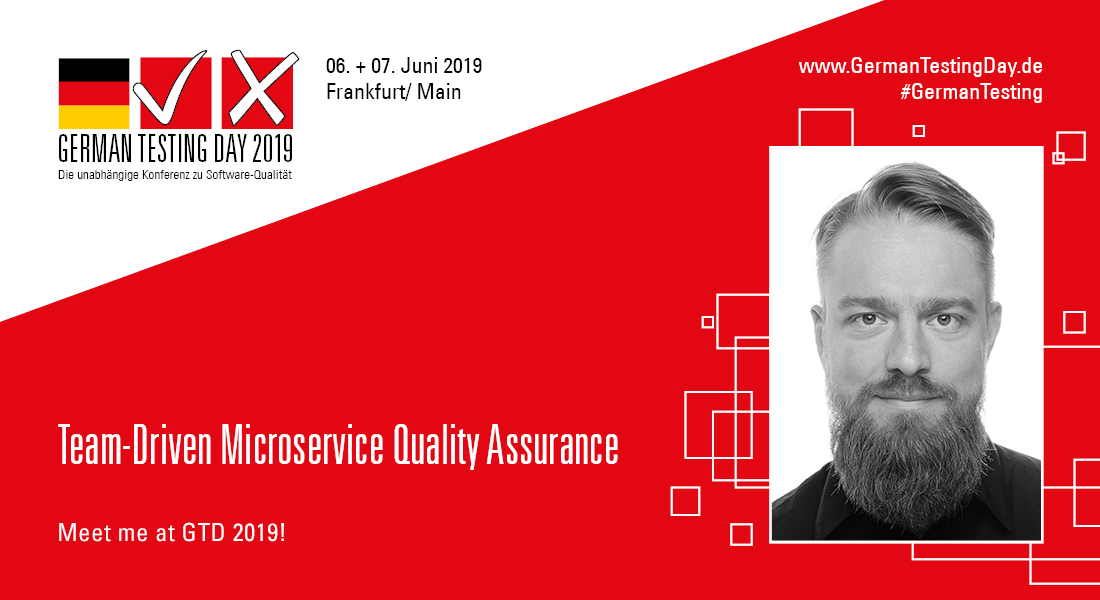 GERMAN TESTING DAY 2019
Die unabhängige Konferenz zu Software-Qualität
06. + 07. Juni 2019
Frankfurt/ Main
www.GermanTestingDay.de
#GermanTesting
Team-Driven Microservice Quality Assurance
Meet me at GTD 2019!